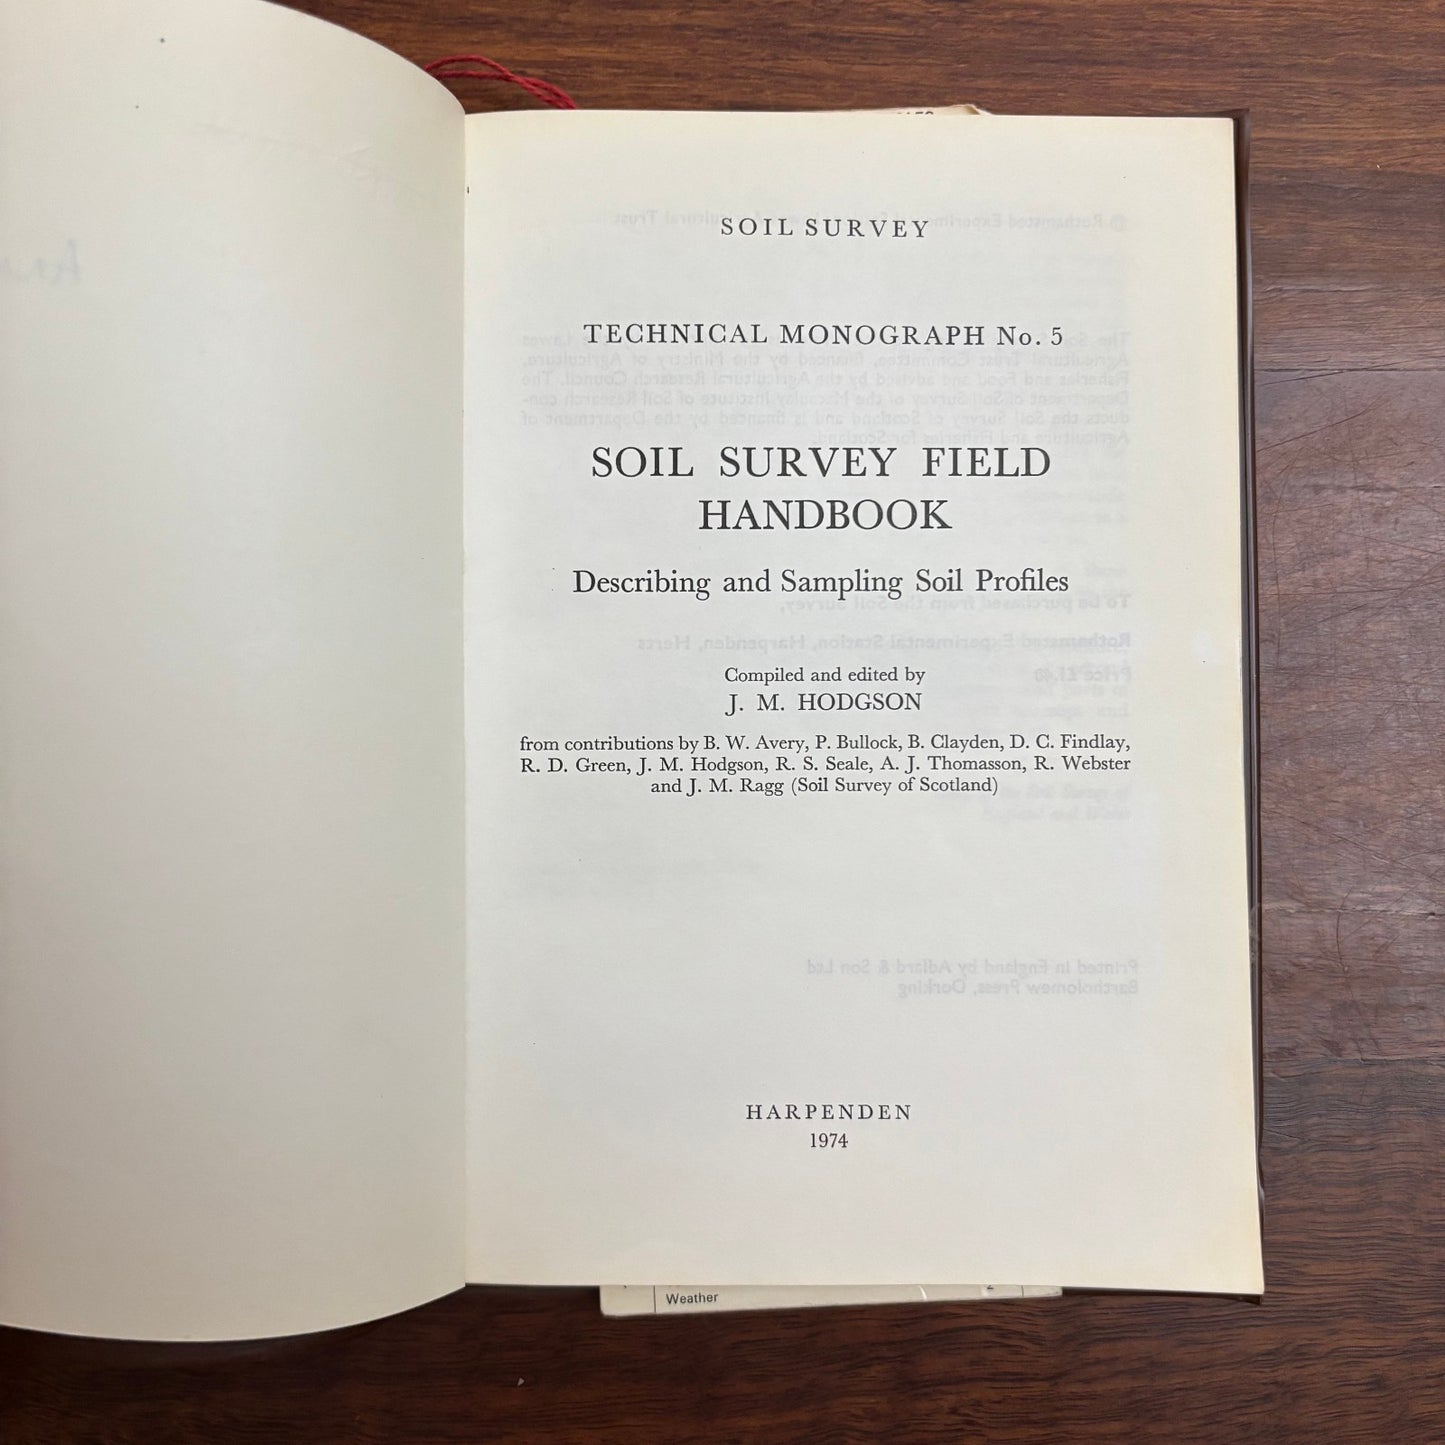 SOIL SURVEY
TECHNICAL MONOGRAPH No. 5
SOIL SURVEY FIELD
HANDBOOK
Describing and Sampling Soil Profiles
Compiled and edited by
J. M. HODGSON
from contributions by B. W. Avery, P. Bullock, B. Clayden, D. C. Findlay,
R. D. Green, J. M. Hodgson, R. S. Seale, A. J. Thomasson, R. Webster
and J. M. Ragg (Soil Survey of Scotland)
HARPENDEN
1974
Weather